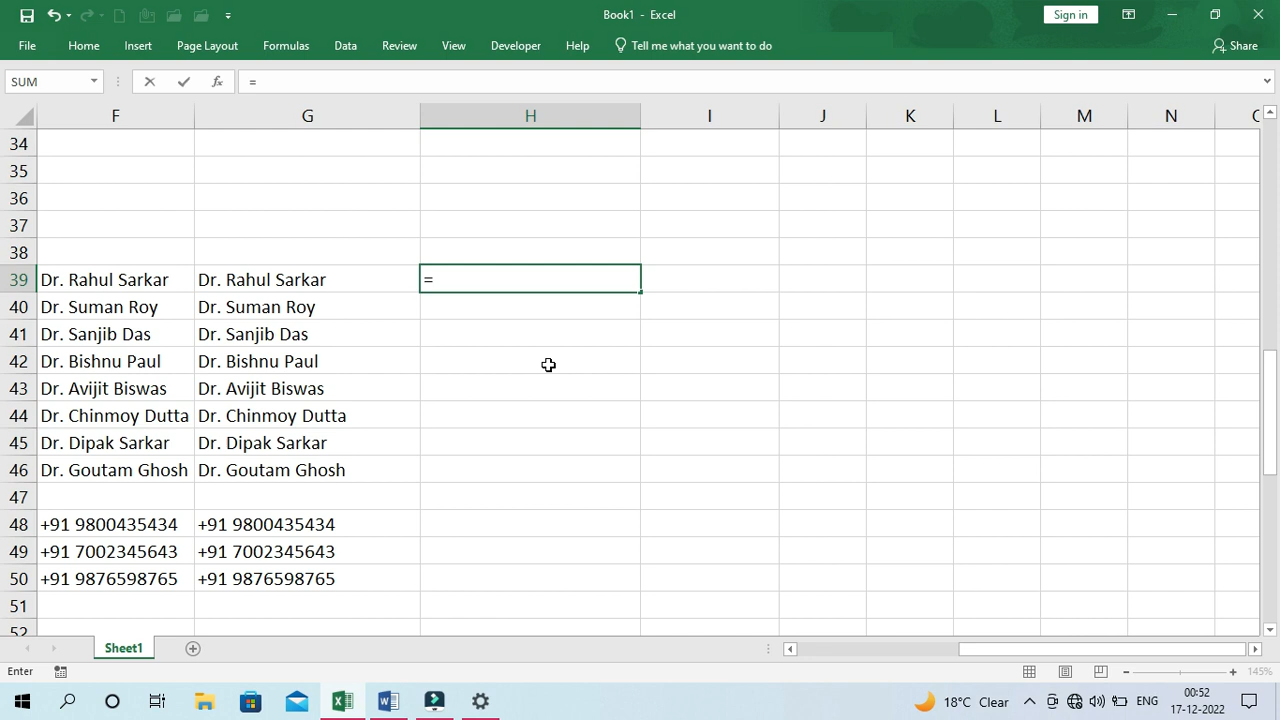 Book1 - Excel
Sign in
File Home Insert Page Layout Formulas Data Review View Developer Help Tell me what you want to do Share
SUM fx =
F G H I J K L M N
34
35
36
37
38
39 Dr. Rahul Sarkar Dr. Rahul Sarkar =
40 Dr. Suman Roy Dr. Suman Roy
41 Dr. Sanjib Das Dr. Sanjib Das
42 Dr. Bishnu Paul Dr. Bishnu Paul
43 Dr. Avijit Biswas Dr. Avijit Biswas
44 Dr. Chinmoy Dutta Dr. Chinmoy Dutta
45 Dr. Dipak Sarkar Dr. Dipak Sarkar
46 Dr. Goutam Ghosh Dr. Goutam Ghosh
47
48 +91 9800435434 +91 9800435434
49 +91 7002345643 +91 7002345643
50 +91 9876598765 +91 9876598765
51
52
Sheet1
Enter 145%
18°C Clear ENG 00:52
17-12-2022